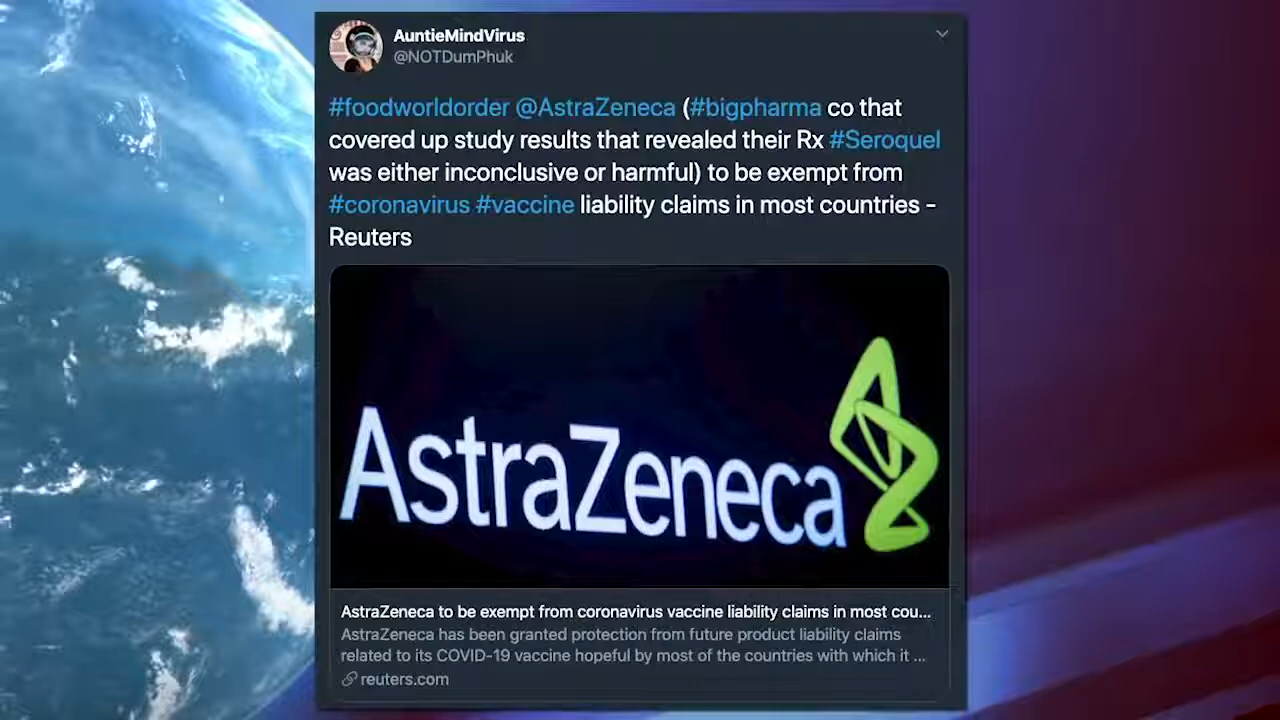 AuntieMindVirus
@NOTDumPhuk
#foodworldorder @AstraZeneca (#bigpharma co that
covered up study results that revealed their Rx #Seroquel
was either inconclusive or harmful) to be exempt from
#coronavirus #vaccine liability claims in most countries -
Reuters
AstraZeneca
AstraZeneca to be exempt from coronavirus vaccine liability claims in most cou...
AstraZeneca has been granted protection from future product liability claims
related to its COVID-19 vaccine hopeful by most of the countries with which it ...
reuters.com